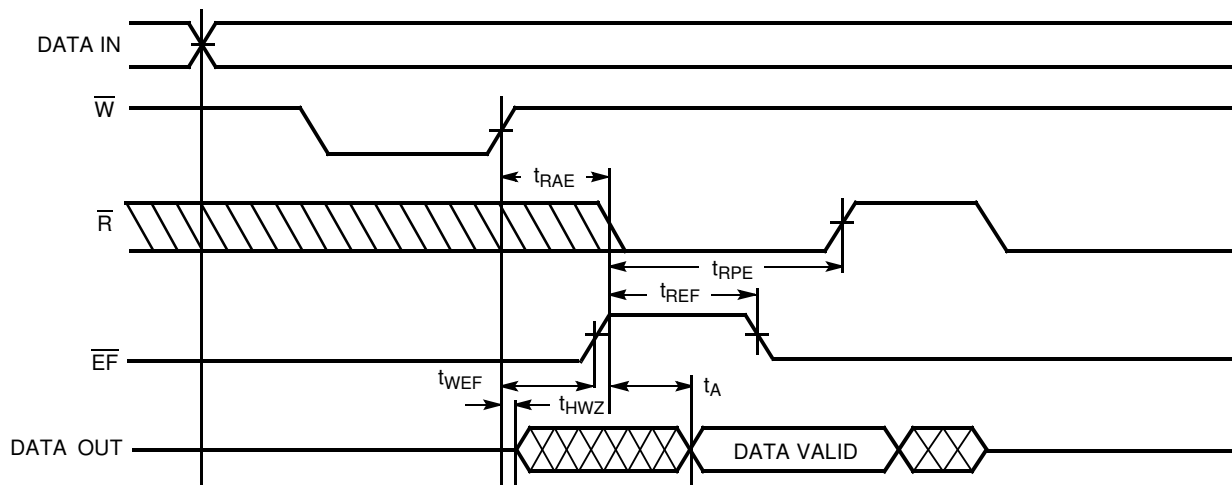 DATA IN
W
tRAE
R
tRPE
tREF
EF
tWEF
tA
tHWZ
DATA OUT
DATA VALID